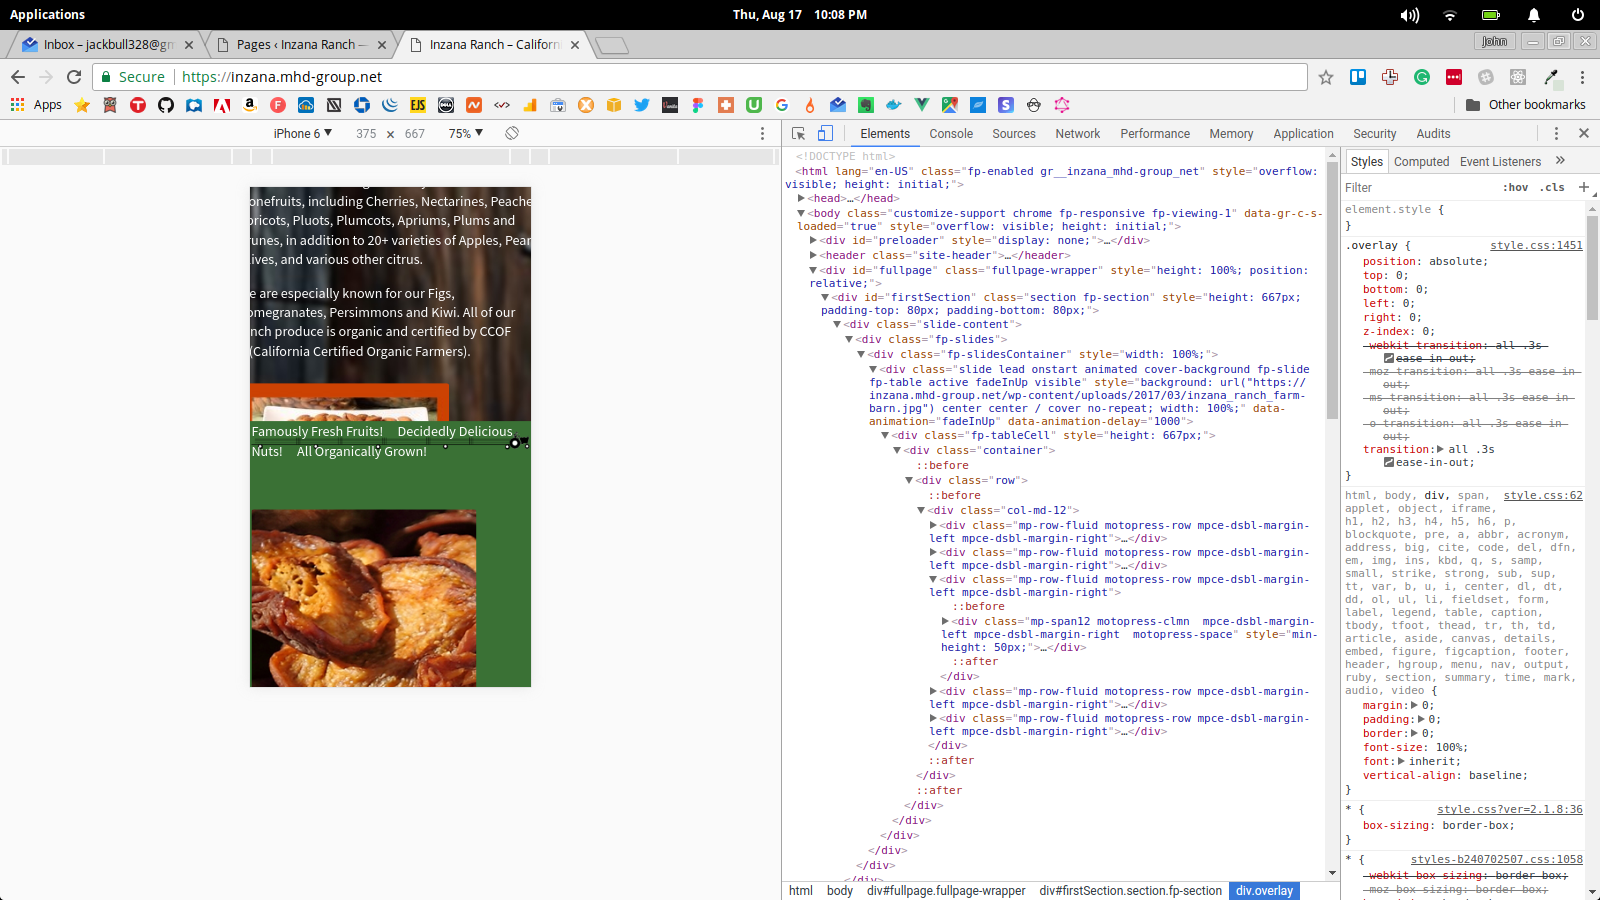 Applications
Thu, Aug 17 10:08 PM
Inbox – jackbull328@gm
Pages ‹ Inzana Ranch —
Inzana Ranch – Californ
John
Secure
https://inzana.mhd-group.net
Apps
Other bookmarks
iPhone 6 ▼ 375 × 667 75% ▼
Elements Console Sources Network Performance Memory Application Security Audits
onefruits, including Cherries, Nectarines, Peache
pricots, Pluots, Plumcots, Apriums, Plums and
runes, in addition to 20+ varieties of Apples, Pear
lives, and various other citrus.
e are especially known for our Figs,
omegranates, Persimmons and Kiwi. All of our
nch produce is organic and certified by CCOF
(California Certified Organic Farmers).
Famously Fresh Fruits! Decidedly Delicious
Nuts! All Organically Grown!
<!DOCTYPE html>
<html lang="en-US" class="fp-enabled gr__inzana_mhd-group_net" style="overflow:
visible; height: initial;">
▶<head>…</head>
▼<body class="customize-support chrome fp-responsive fp-viewing-1" data-gr-c-s-
loaded="true" style="overflow: visible; height: initial;">
▶<div id="preloader" style="display: none;">…</div>
▶<header class="site-header">…</header>
▼<div id="fullpage" class="fullpage-wrapper" style="height: 100%; position:
relative;">
▼<div id="firstSection" class="section fp-section" style="height: 667px;
padding-top: 80px; padding-bottom: 80px;">
▼<div class="slide-content">
▼<div class="fp-slides">
▼<div class="fp-slidesContainer" style="width: 100%;">
▼<div class="slide lead onstart animated cover-background fp-slide
fp-table active fadeInUp visible" style="background: url("https://
inzana.mhd-group.net/wp-content/uploads/2017/03/inzana_ranch_farm-
barn.jpg") center center / cover no-repeat; width: 100%;" data-
animation="fadeInUp" data-animation-delay="1000">
▼<div class="fp-tableCell" style="height: 667px;">
▼<div class="container">
::before
▼<div class="row">
::before
▼<div class="col-md-12">
▶<div class="mp-row-fluid motopress-row mpce-dsbl-margin-
left mpce-dsbl-margin-right">…</div>
▶<div class="mp-row-fluid motopress-row mpce-dsbl-margin-
left mpce-dsbl-margin-right">…</div>
▼<div class="mp-row-fluid motopress-row mpce-dsbl-margin-
left mpce-dsbl-margin-right">
::before
▶<div class="mp-span12 motopress-clmn mpce-dsbl-margin-
left mpce-dsbl-margin-right motopress-space" style="min-
height: 50px;">…</div>
::after
</div>
▶<div class="mp-row-fluid motopress-row mpce-dsbl-margin-
left mpce-dsbl-margin-right">…</div>
▶<div class="mp-row-fluid motopress-row mpce-dsbl-margin-
left mpce-dsbl-margin-right">…</div>
</div>
::after
</div>
::after
</div>
</div>
</div>
</div>
</div>
html body div#fullpage.fullpage-wrapper div#firstSection.section.fp-section div.overlay
Styles Computed Event Listeners »
Filter :hov .cls +
element.style {
}
.overlay { style.css:1451
position: absolute;
top: 0;
bottom: 0;
left: 0;
right: 0;
z-index: 0;
-webkit-transition: all .3s
ease-in-out;
-moz-transition: all .3s ease-in-
out;
-ms-transition: all .3s ease-in-
out;
-o-transition: all .3s ease-in-
out;
transition:▶ all .3s
ease-in-out;
}
html, body, div, span, style.css:62
applet, object, iframe,
h1, h2, h3, h4, h5, h6, p,
blockquote, pre, a, abbr, acronym,
address, big, cite, code, del, dfn,
em, img, ins, kbd, q, s, samp,
small, strike, strong, sub, sup,
tt, var, b, u, i, center, dl, dt,
dd, ol, ul, li, fieldset, form,
label, legend, table, caption,
tbody, tfoot, thead, tr, th, td,
article, aside, canvas, details,
embed, figure, figcaption, footer,
header, hgroup, menu, nav, output,
ruby, section, summary, time, mark,
audio, video {
margin:▶ 0;
padding:▶ 0;
border:▶ 0;
font-size: 100%;
font:▶ inherit;
vertical-align: baseline;
}
* { style.css?ver=2.1.8:36
box-sizing: border-box;
}
* { styles-b240702507.css:1058
-webkit-box-sizing: border-box;
-moz-box-sizing: border-box;